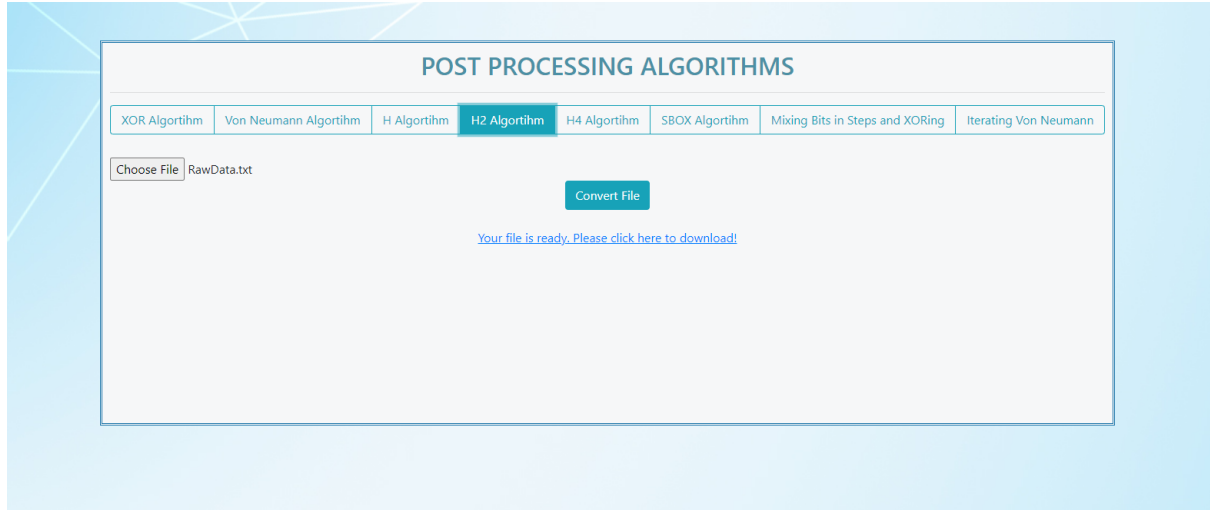 POST PROCESSING ALGORITHMS
XOR Algortihm Von Neumann Algortihm H Algortihm H2 Algortihm H4 Algortihm SBOX Algortihm Mixing Bits in Steps and XORing Iterating Von Neumann
Choose File RawData.txt
Convert File
Your file is ready. Please click here to download!